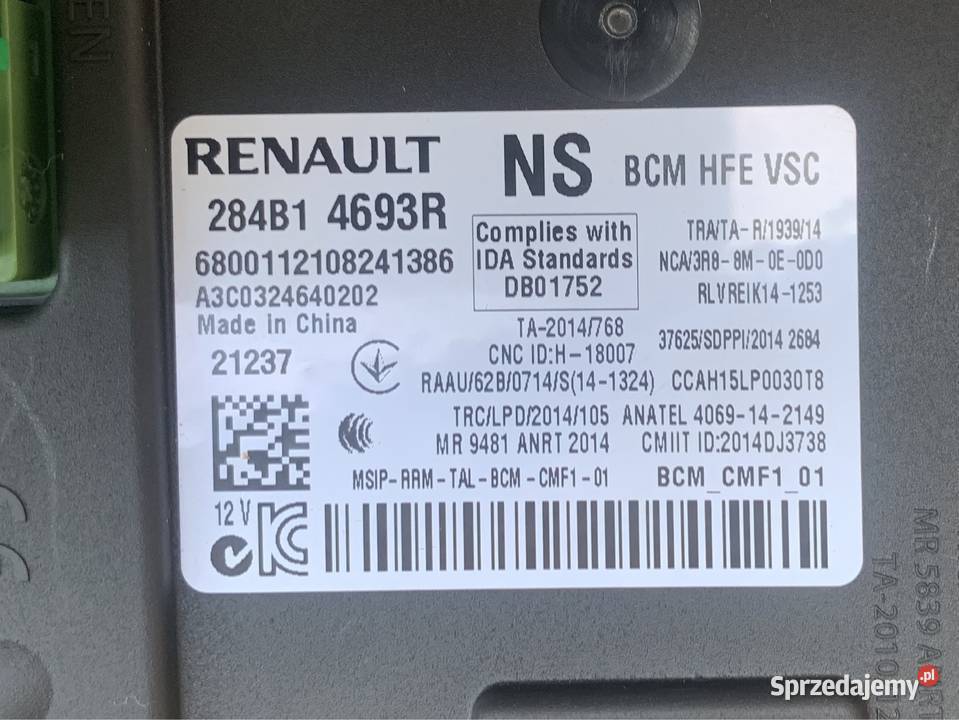 RENAULT
NS
BCM HFE VSC
284B1 4693R
6800112108241386
A3C0324640202
Made in China
21237
Complies with
IDA Standards
DB01752
TRA/TA-R/1939/14
NCA/3R8-8M-0E-0D0
RLVREIK14-1253
TA-2014/768
37625/SDPPI/2014 2684
CNC ID:H-18007
RAAU/62B/0714/S(14-1324) CCAH15LP0030T8
TRC/LPD/2014/105 ANATEL 4069-14-2149
MR 9481 ANRT 2014 CMIIT ID:2014DJ3738
MSIP-RRM-TAL-BCM-CMF1-01 BCM_CMF1_01
12 V
KC
EN
MR 5839
TA-2010
Sprzedajemy.pl